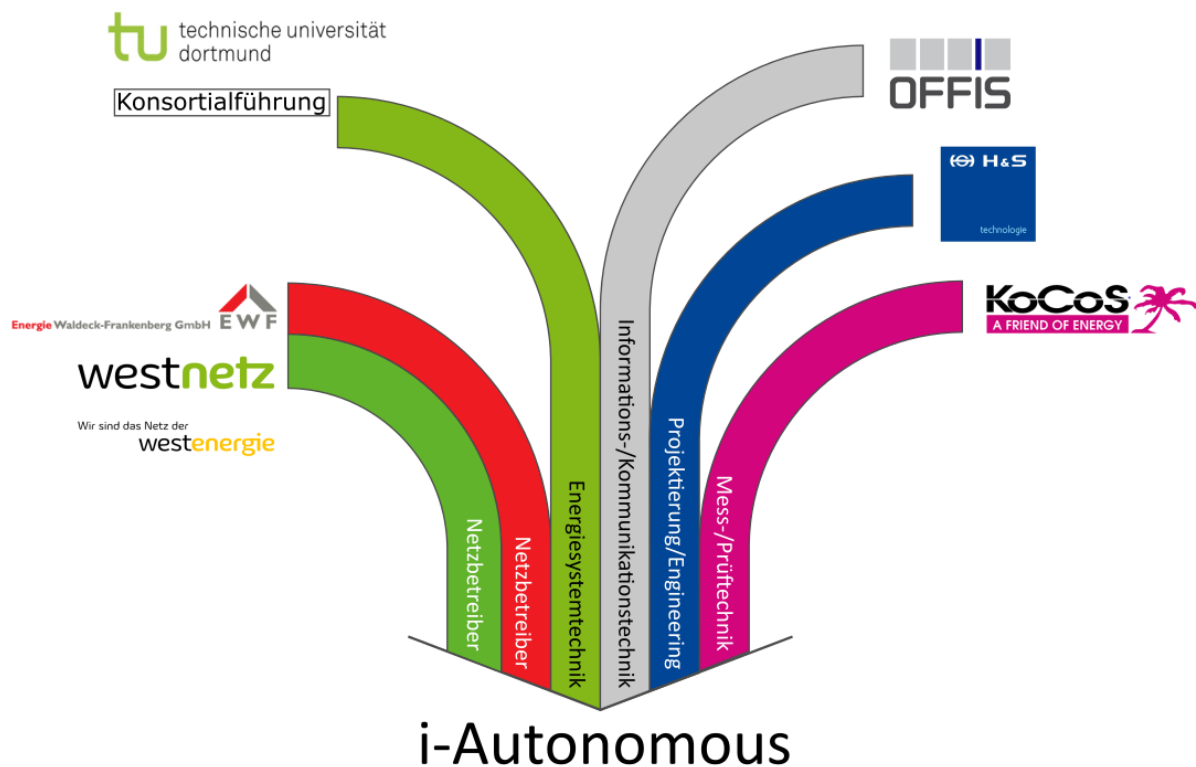 tu technische universität
dortmund
Konsortialführung
OFFIS
H&S
technologie
Energie Waldeck-Frankenberg GmbH EWF
westnetz
Wir sind das Netz der
westenergie
KoCoS
A FRIEND OF ENERGY
Netzbetreiber
Netzbetreiber
Energiesystemtechnik
Informations-/Kommunikationstechnik
Projektierung/Engineering
Mess-/Prüftechnik
i-Autonomous